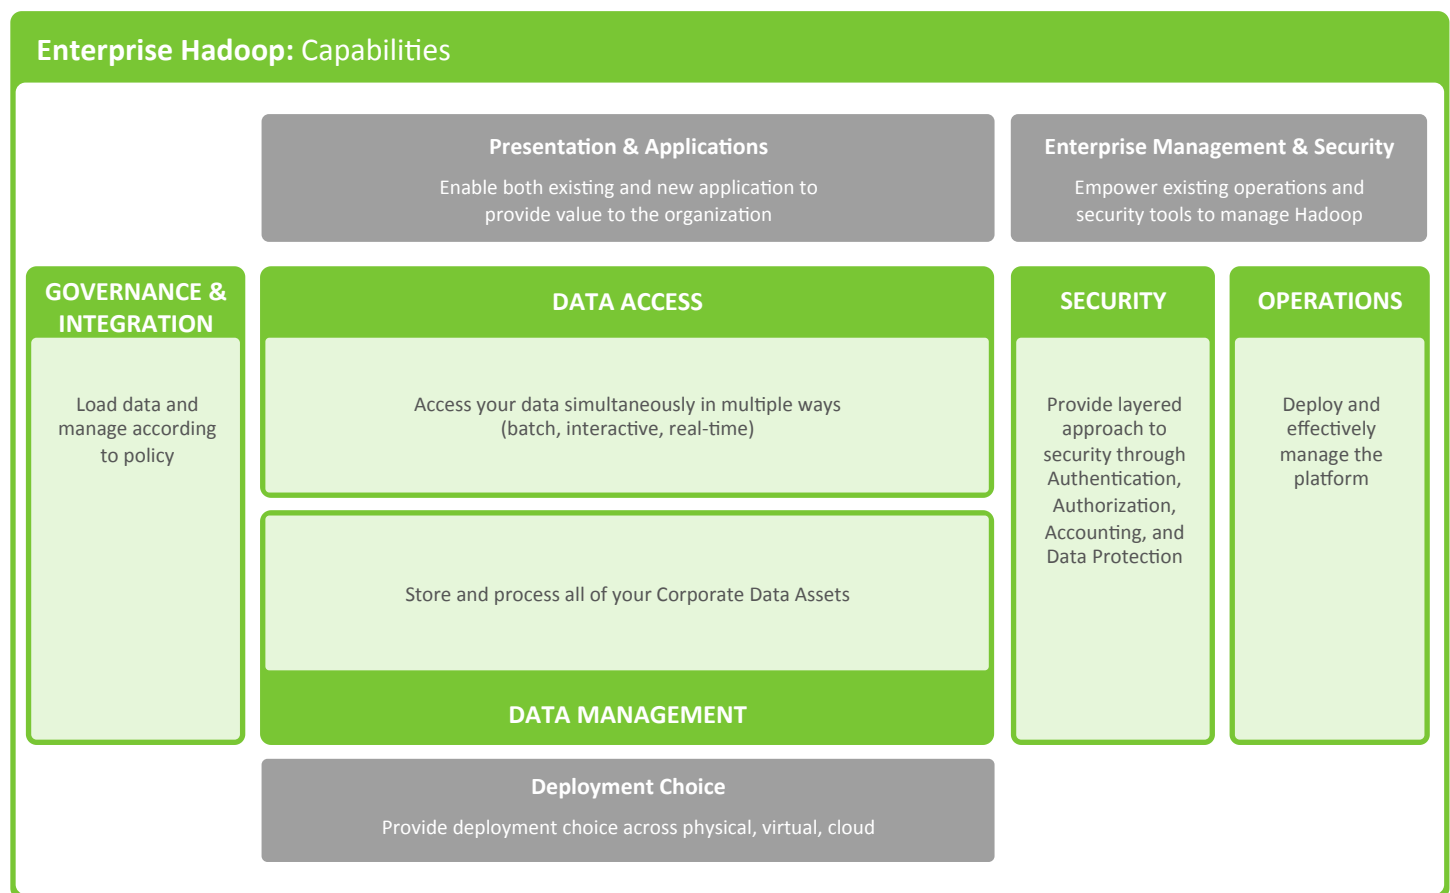 Enterprise Hadoop: Capabilities
Presentation & Applications
Enable both existing and new application to
provide value to the organization
Enterprise Management & Security
Empower existing operations and
security tools to manage Hadoop
GOVERNANCE &
INTEGRATION
Load data and
manage according
to policy
DATA ACCESS
Access your data simultaneously in multiple ways
(batch, interactive, real-time)
Store and process all of your Corporate Data Assets
DATA MANAGEMENT
SECURITY
Provide layered
approach to
security through
Authentication,
Authorization,
Accounting, and
Data Protection
OPERATIONS
Deploy and
effectively
manage the
platform
Deployment Choice
Provide deployment choice across physical, virtual, cloud